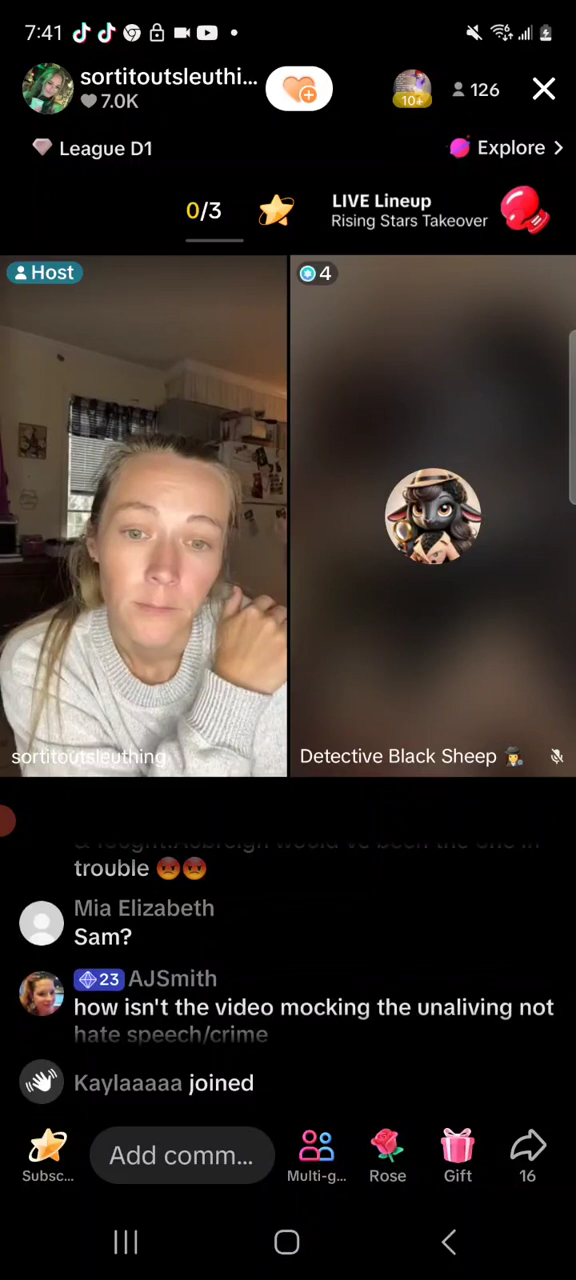 7:41
sortitoutsleuthi...
7.0K
10+
126
League D1
Explore >
0/3
LIVE Lineup
Rising Stars Takeover
Host
4
sortitoutsleuthing
Detective Black Sheep
trouble 😡😡
Mia Elizabeth
Sam?
23 AJSmith
how isn't the video mocking the unaliving not
hate speech/crime
Kaylaaaaa joined
Subsc...
Add comm...
Multi-g...
Rose
Gift
16